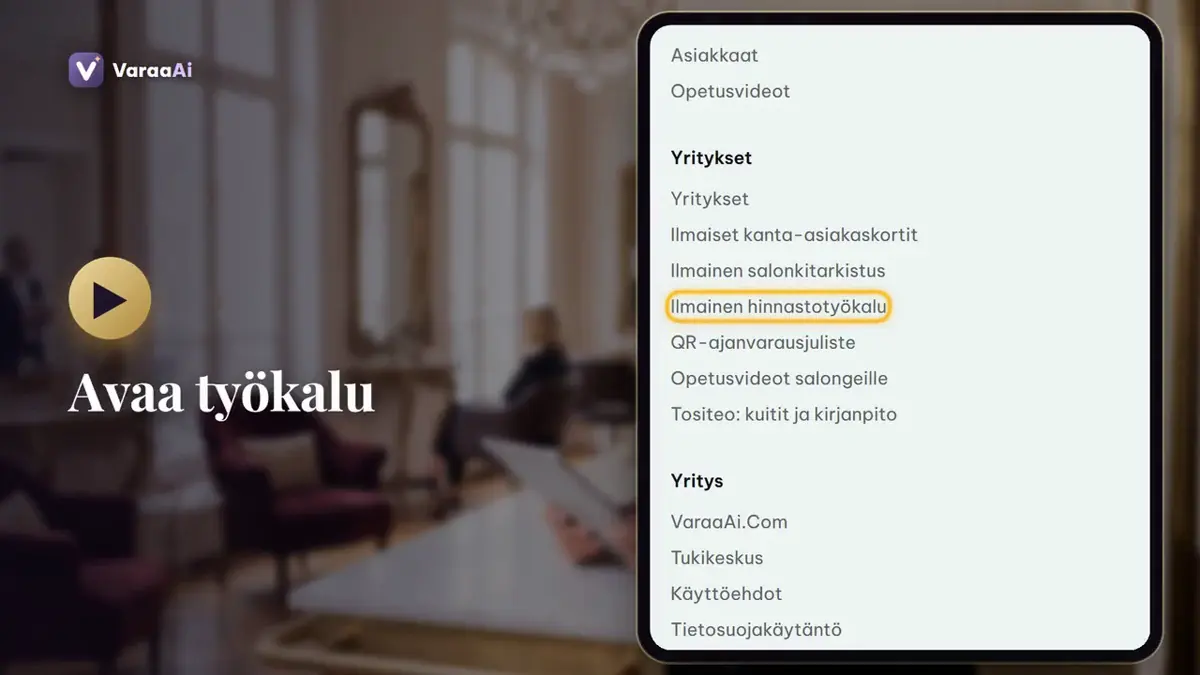 VaraaAi
Avaa työkalu
Asiakkaat
Opetusvideot
Yritykset
Yritykset
Ilmaiset kanta-asiakaskortit
Ilmainen salonkitarkistus
Ilmainen hinnastotyökalu
QR-ajanvarausjuliste
Opetusvideot salongeille
Tositeo: kuitit ja kirjanpito
Yritys
VaraaAi.Com
Tukikeskus
Käyttöehdot
Tietosuojakäytäntö